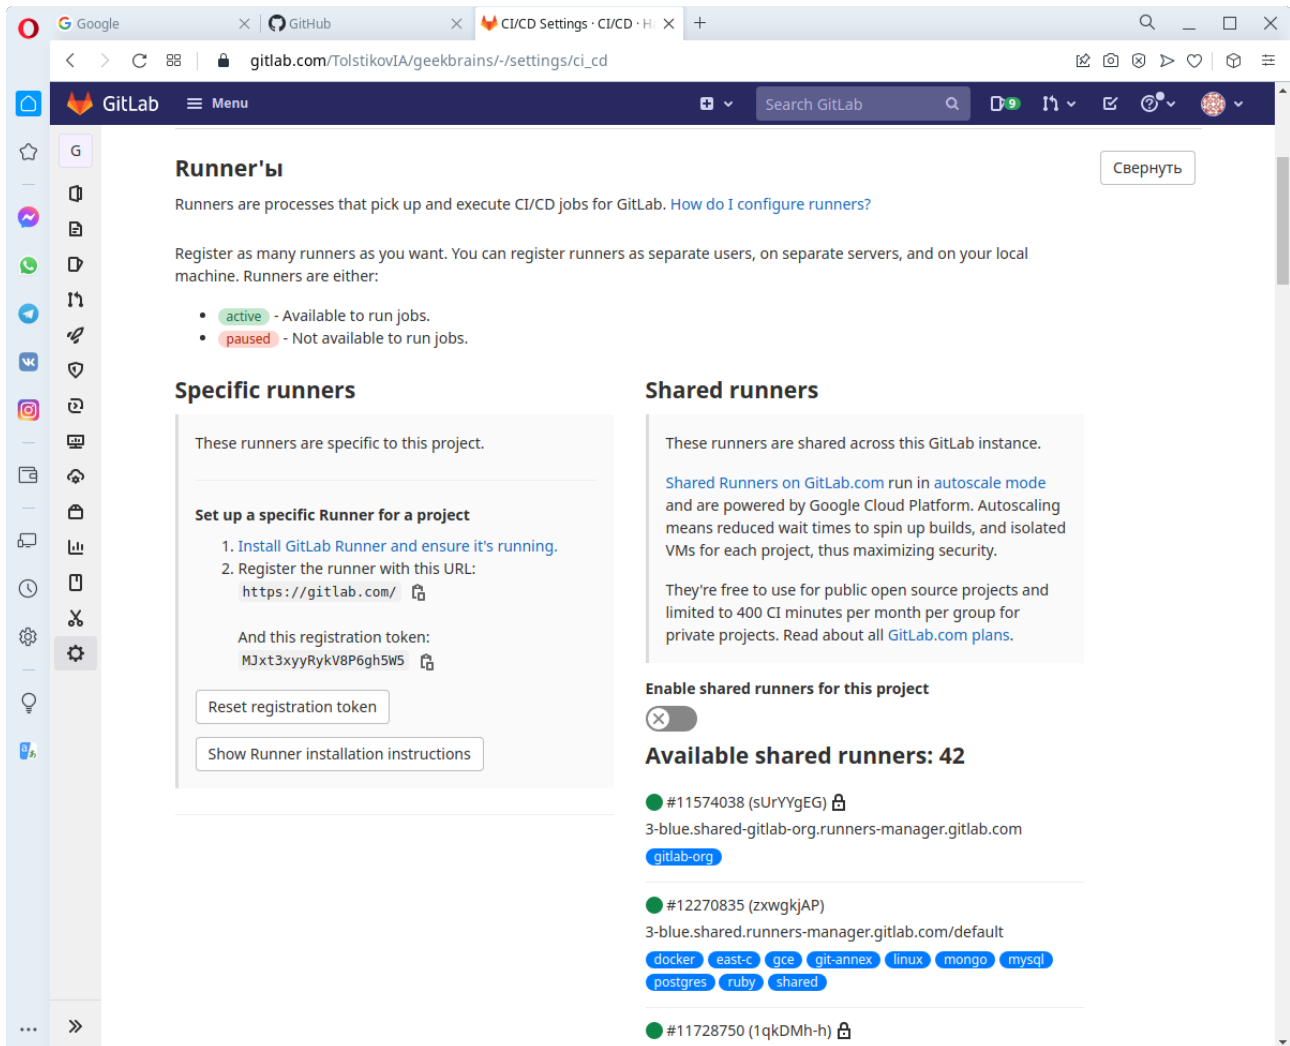 Google
GitHub
CI/CD Settings · CI/CD · H
gitlab.com/TolstikovIA/geekbrains/-/settings/ci_cd
GitLab
Menu
Search GitLab
9
G
Runner'ы
Свернуть
Runners are processes that pick up and execute CI/CD jobs for GitLab. How do I configure runners?
Register as many runners as you want. You can register runners as separate users, on separate servers, and on your local
machine. Runners are either:
active - Available to run jobs.
paused - Not available to run jobs.
Specific runners
These runners are specific to this project.
Set up a specific Runner for a project
1. Install GitLab Runner and ensure it's running.
2. Register the runner with this URL:
https://gitlab.com/
And this registration token:
MJxt3xyyRykV8P6gh5W5
Reset registration token
Show Runner installation instructions
Shared runners
These runners are shared across this GitLab instance.
Shared Runners on GitLab.com run in autoscale mode
and are powered by Google Cloud Platform. Autoscaling
means reduced wait times to spin up builds, and isolated
VMs for each project, thus maximizing security.
They're free to use for public open source projects and
limited to 400 CI minutes per month per group for
private projects. Read about all GitLab.com plans.
Enable shared runners for this project
Available shared runners: 42
#11574038 (sUrYYgEG)
3-blue.shared-gitlab-org.runners-manager.gitlab.com
gitlab-org
#12270835 (zxwgkjAP)
3-blue.shared.runners-manager.gitlab.com/default
docker east-c gce git-annex linux mongo mysql
postgres ruby shared
#11728750 (1qkDMh-h)